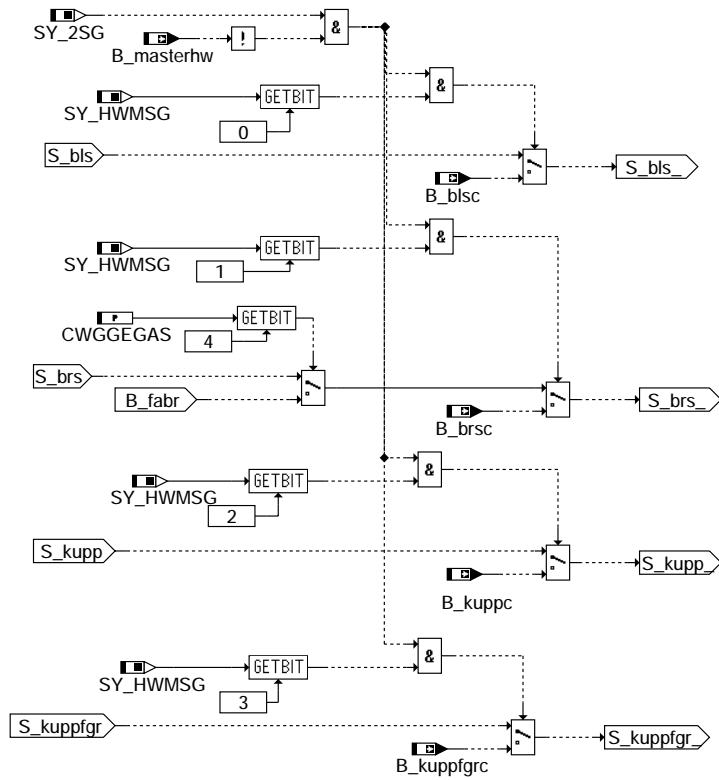 SY_2SG
B_masterhw
!
&
SY_HWMSG
GETBIT
0
&
S_bls
B_blsc
S_bls_
SY_HWMSG
GETBIT
1
&
CWGGEGAS
P
GETBIT
4
S_brs
B_fabr
B_brsc
S_brs_
SY_HWMSG
GETBIT
2
&
S_kupp
B_kuppc
S_kupp_
SY_HWMSG
GETBIT
3
&
S_kuppfgr
B_kuppfgrc
S_kuppfgr_